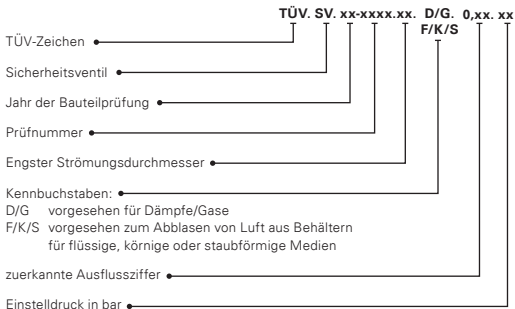 TÜV. SV. xx-xxxx.xx. D/G. 0,xx. xx
F/K/S
TÜV-Zeichen
Sicherheitsventil
Jahr der Bauteilprüfung
Prüfnummer
Engster Strömungsdurchmesser
Kennbuchstaben:
D/G vorgesehen für Dämpfe/Gase
F/K/S vorgesehen zum Abblasen von Luft aus Behältern
für flüssige, körnige oder staubförmige Medien
zuerkannte Ausflussziffer
Einstelldruck in bar